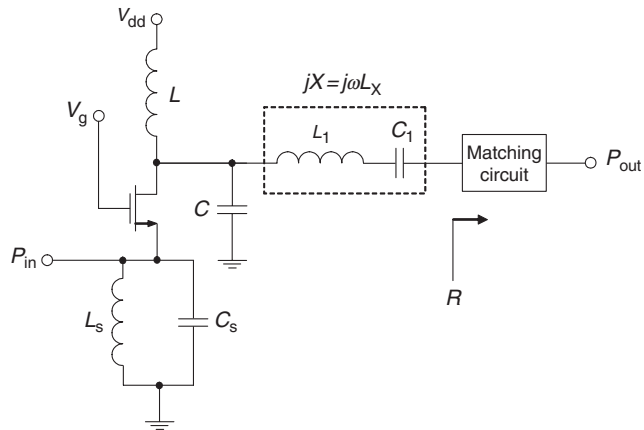 V_dd
L
V_g
jX = jωL_X
L_1
C_1
Matching
circuit
P_out
C
P_in
R
L_s
C_s